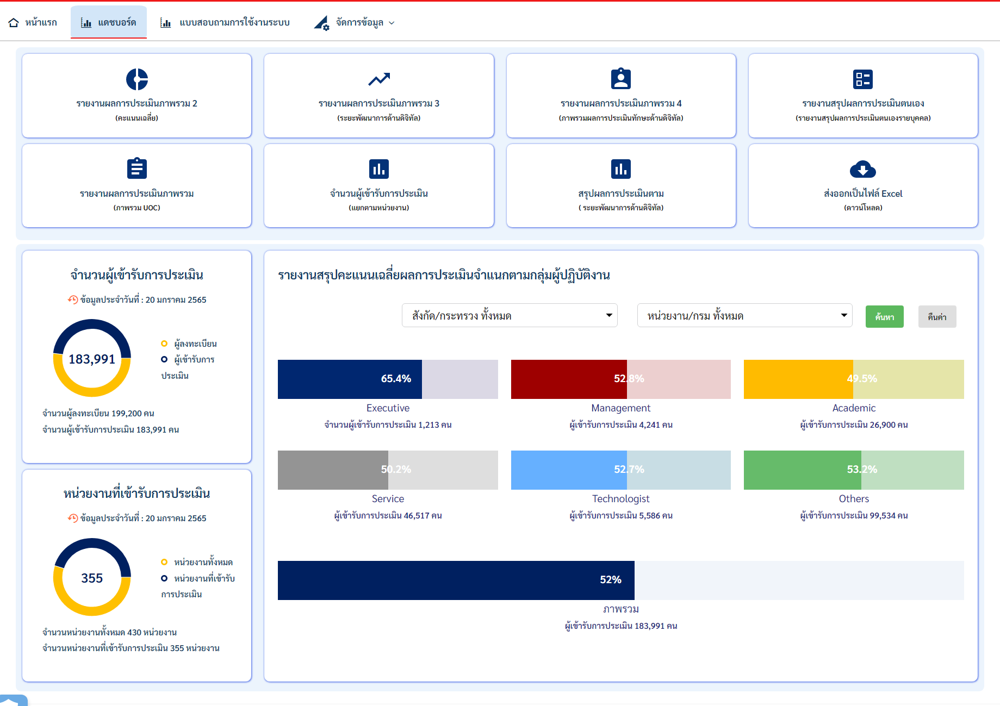 หน้าแรก
แดชบอร์ด
แบบสอบถามการใช้งานระบบ
จัดการข้อมูล
รายงานผลการประเมินภาพรวม 2
(คะแนนเฉลี่ย)
รายงานผลการประเมินภาพรวม 3
(ระยะพัฒนาการด้านดิจิทัล)
รายงานผลการประเมินภาพรวม 4
(ภาพรวมผลการประเมินทักษะด้านดิจิทัล)
รายงานสรุปผลการประเมินตนเอง
(รายงานสรุปผลการประเมินตนเองรายบุคคล)
รายงานผลการประเมินภาพรวม
(ภาพรวม UOC)
จำนวนผู้เข้ารับการประเมิน
(แยกตามหน่วยงาน)
สรุปผลการประเมินตาม
( ระยะพัฒนาการด้านดิจิทัล)
ส่งออกเป็นไฟล์ Excel
(ดาวน์โหลด)
จำนวนผู้เข้ารับการประเมิน
ข้อมูลประจำวันที่ : 20 มกราคม 2565
183,991
ผู้ลงทะเบียน
ผู้เข้ารับการ
ประเมิน
จำนวนผู้ลงทะเบียน 199,200 คน
จำนวนผู้เข้ารับการประเมิน 183,991 คน
หน่วยงานที่เข้ารับการประเมิน
ข้อมูลประจำวันที่ : 20 มกราคม 2565
355
หน่วยงานทั้งหมด
หน่วยงานที่เข้ารับ
การประเมิน
จำนวนหน่วยงานทั้งหมด 430 หน่วยงาน
จำนวนหน่วยงานที่เข้ารับการประเมิน 355 หน่วยงาน
รายงานสรุปคะแนนเฉลี่ยผลการประเมินจำแนกตามกลุ่มผู้ปฏิบัติงาน
สังกัด/กระทรวง ทั้งหมด
หน่วยงาน/กรม ทั้งหมด
ค้นหา
คืนค่า
65.4%
Executive
จำนวนผู้เข้ารับการประเมิน 1,213 คน
52.8%
Management
ผู้เข้ารับการประเมิน 4,241 คน
49.5%
Academic
ผู้เข้ารับการประเมิน 26,900 คน
50.2%
Service
ผู้เข้ารับการประเมิน 46,517 คน
52.7%
Technologist
ผู้เข้ารับการประเมิน 5,586 คน
53.2%
Others
ผู้เข้ารับการประเมิน 99,534 คน
52%
ภาพรวม
ผู้เข้ารับการประเมิน 183,991 คน